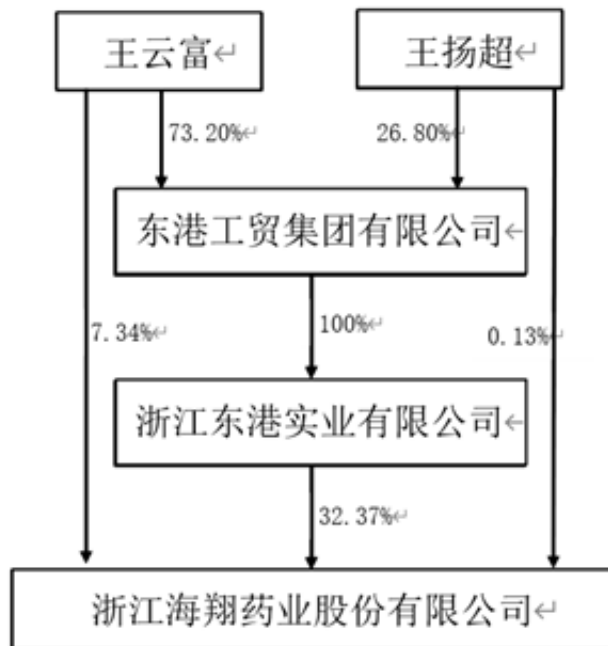 王云富↵
王扬超↵
73.20%↵
26.80%↵
东港工贸集团有限公司↵
7.34%↵
100%↵
0.13%↵
浙江东港实业有限公司↵
32.37%↵
浙江海翔药业股份有限公司↵